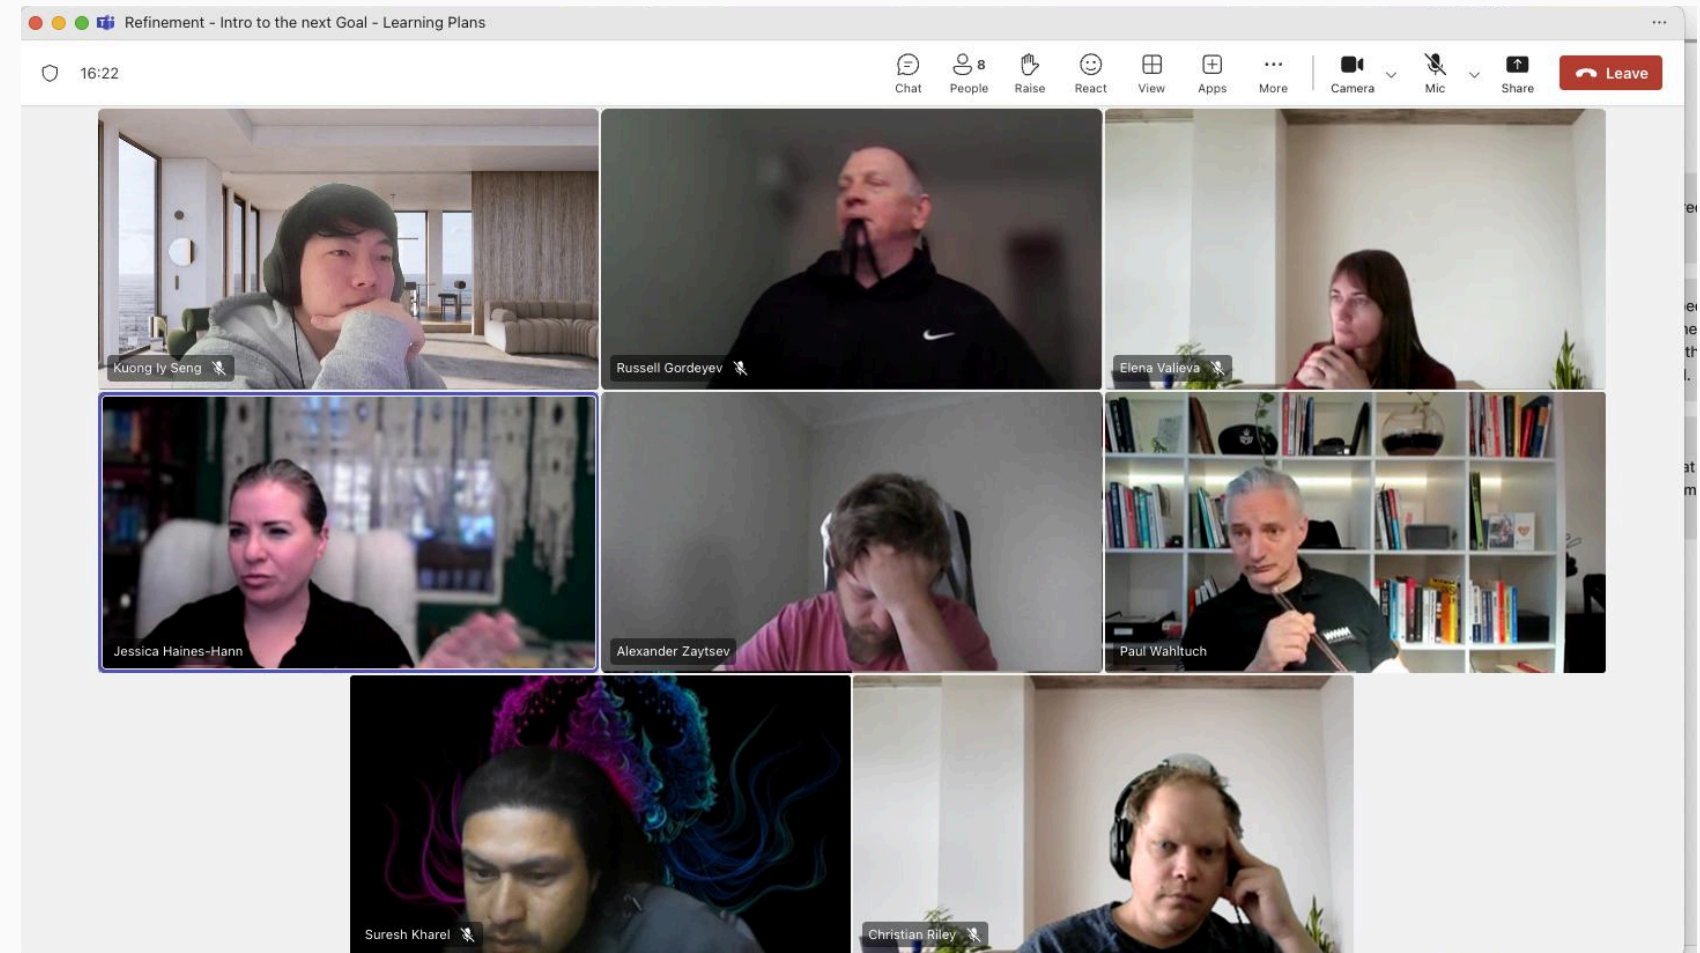 Refinement - Intro to the next Goal - Learning Plans
16:22
8
Chat People Raise React View Apps More Camera Mic Share Leave
Kuong ly Seng
Russell Gordeyev
Elena Valieva
Jessica Haines-Hann
Alexander Zaytsev
Paul Wahltuch
Suresh Kharel
Christian Riley